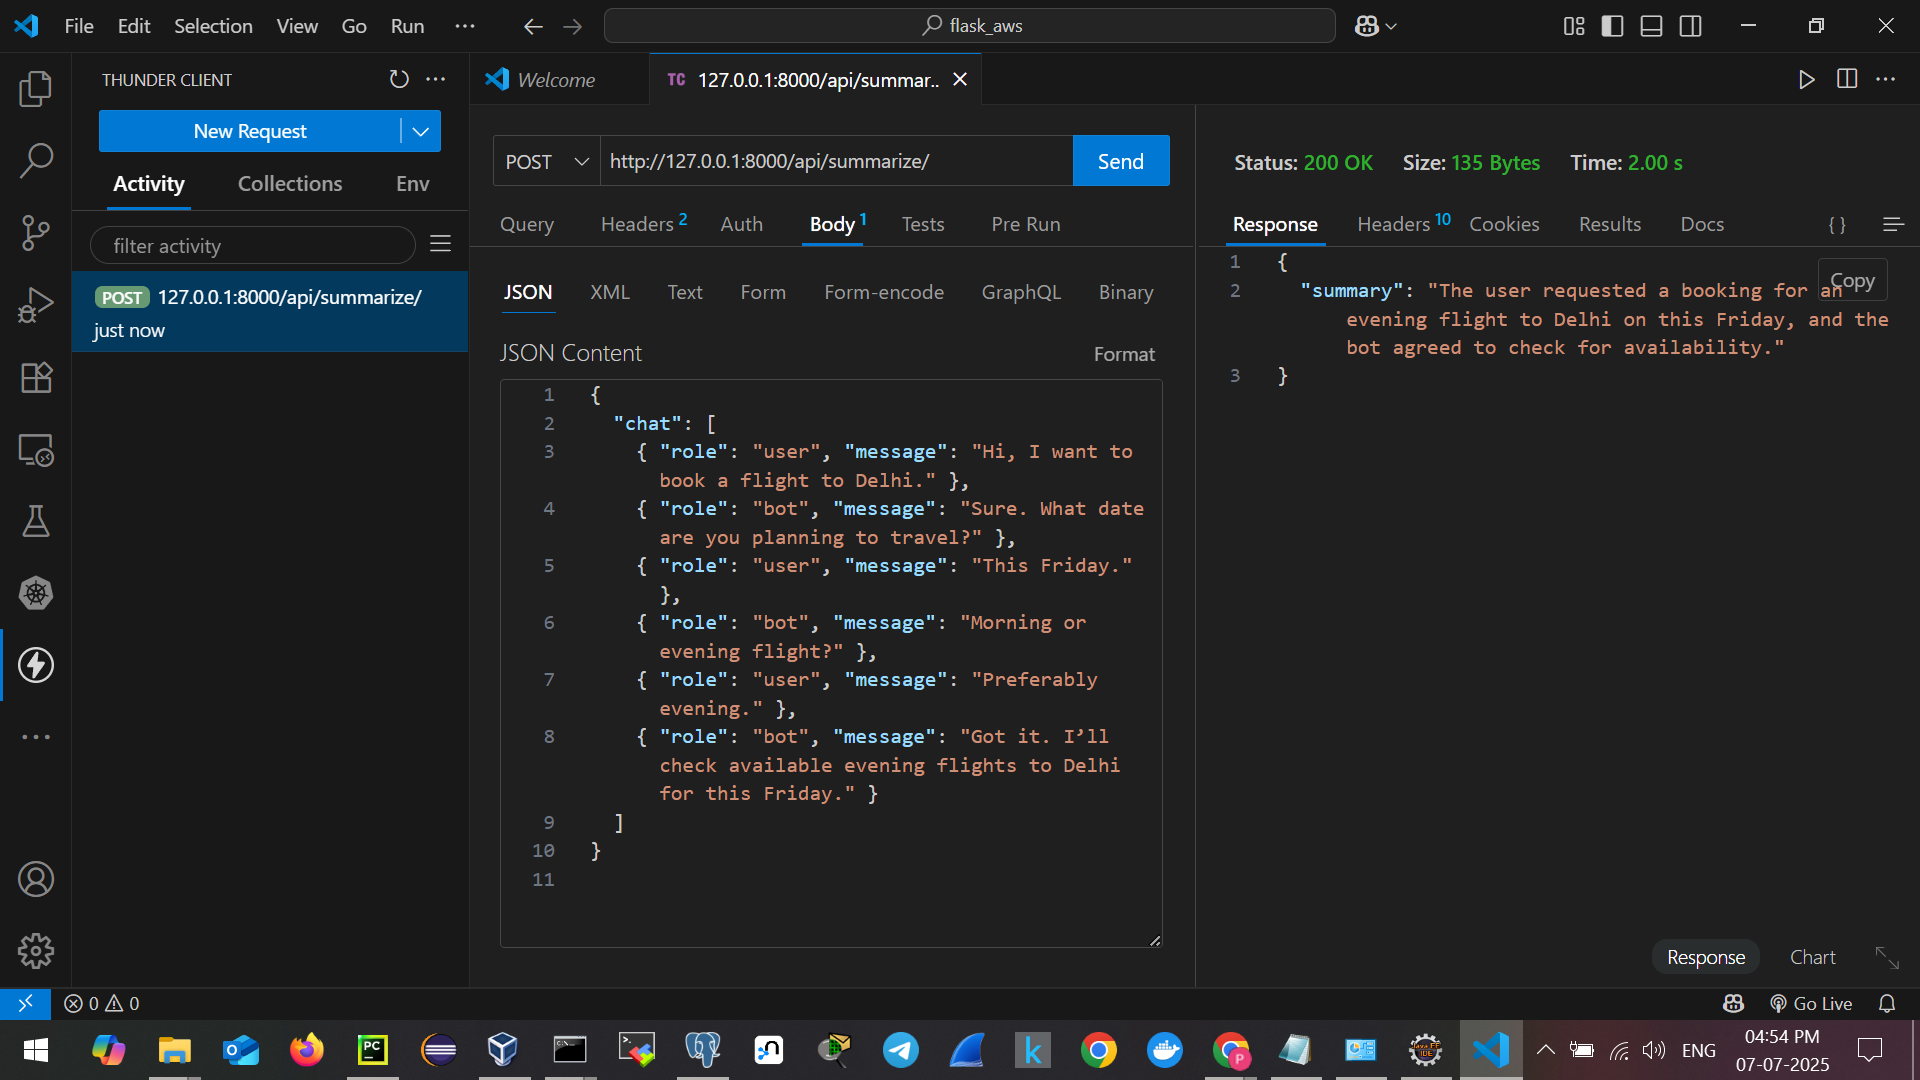 File Edit Selection View Go Run ··· flask_aws
THUNDER CLIENT
New Request
Activity Collections Env
filter activity
POST 127.0.0.1:8000/api/summarize/
just now
Welcome
TC 127.0.0.1:8000/api/summar..
POST http://127.0.0.1:8000/api/summarize/ Send
Query Headers 2 Auth Body 1 Tests Pre Run
JSON XML Text Form Form-encode GraphQL Binary
JSON Content Format
1 {
2 "chat": [
3 { "role": "user", "message": "Hi, I want to
book a flight to Delhi." },
4 { "role": "bot", "message": "Sure. What date
are you planning to travel?" },
5 { "role": "user", "message": "This Friday."
},
6 { "role": "bot", "message": "Morning or
evening flight?" },
7 { "role": "user", "message": "Preferably
evening." },
8 { "role": "bot", "message": "Got it. I’ll
check available evening flights to Delhi
for this Friday." }
9 ]
10 }
11
Status: 200 OK Size: 135 Bytes Time: 2.00 s
Response Headers 10 Cookies Results Docs { }
1 {
Copy
2 "summary": "The user requested a booking for an
evening flight to Delhi on this Friday, and the
bot agreed to check for availability."
3 }
Response Chart
0 0 Go Live
PC
k
P
Java FF
IDE
ENG
04:54 PM
07-07-2025